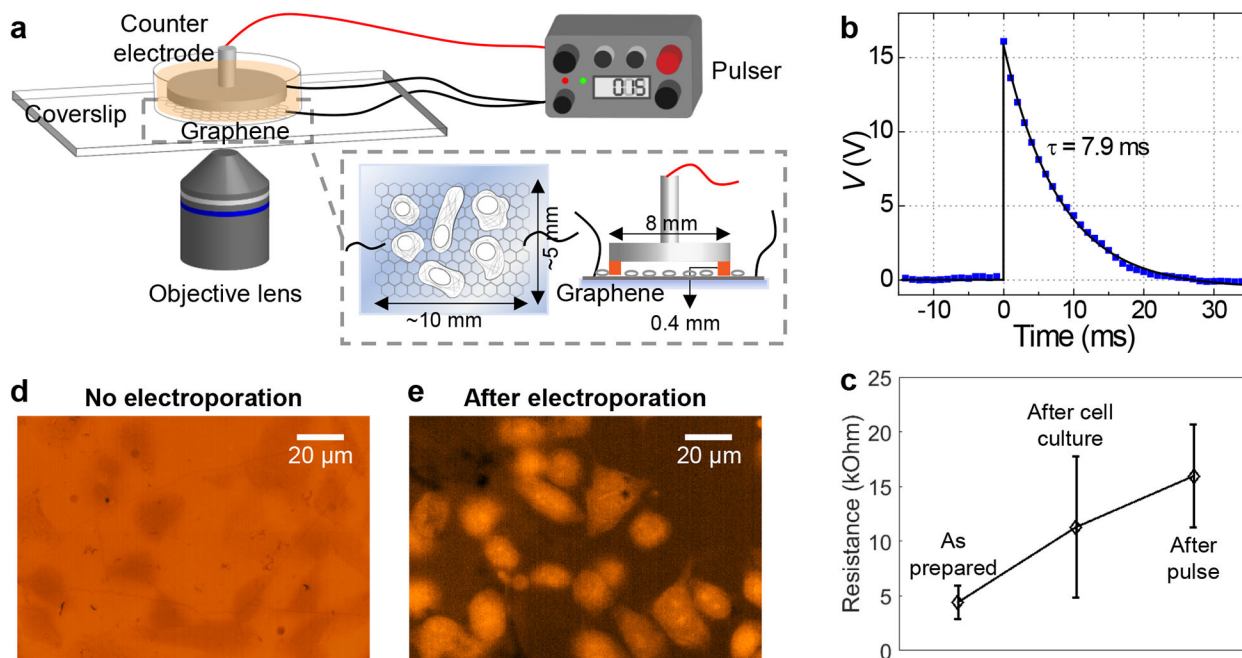 a
Counter
electrode
Coverslip
Graphene
Objective lens
Pulser
015
~5 mm
~10 mm
8 mm
Graphene
0.4 mm
b
V (V)
15
10
5
0
τ = 7.9 ms
-10 0 10 20 30
Time (ms)
d No electroporation
20 μm
e After electroporation
20 μm
c
Resistance (kOhm)
25
20
15
10
5
0
As
prepared
After cell
culture
After
pulse